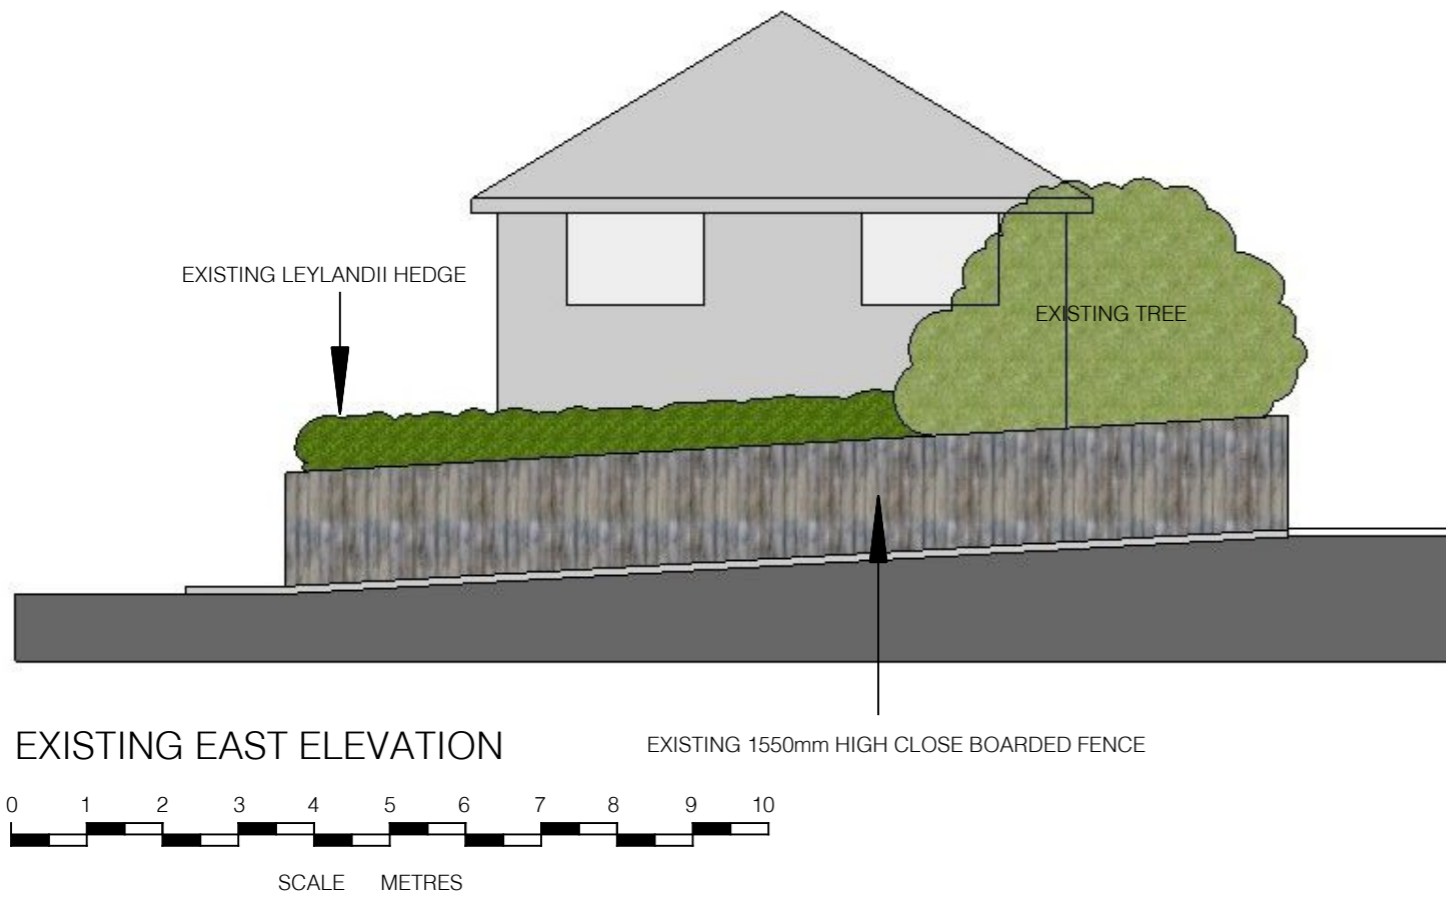 EXISTING LEYLANDII HEDGE
EXISTING TREE
EXISTING EAST ELEVATION
EXISTING 1550mm HIGH CLOSE BOARDED FENCE
0 1 2 3 4 5 6 7 8 9 10
SCALE METRES